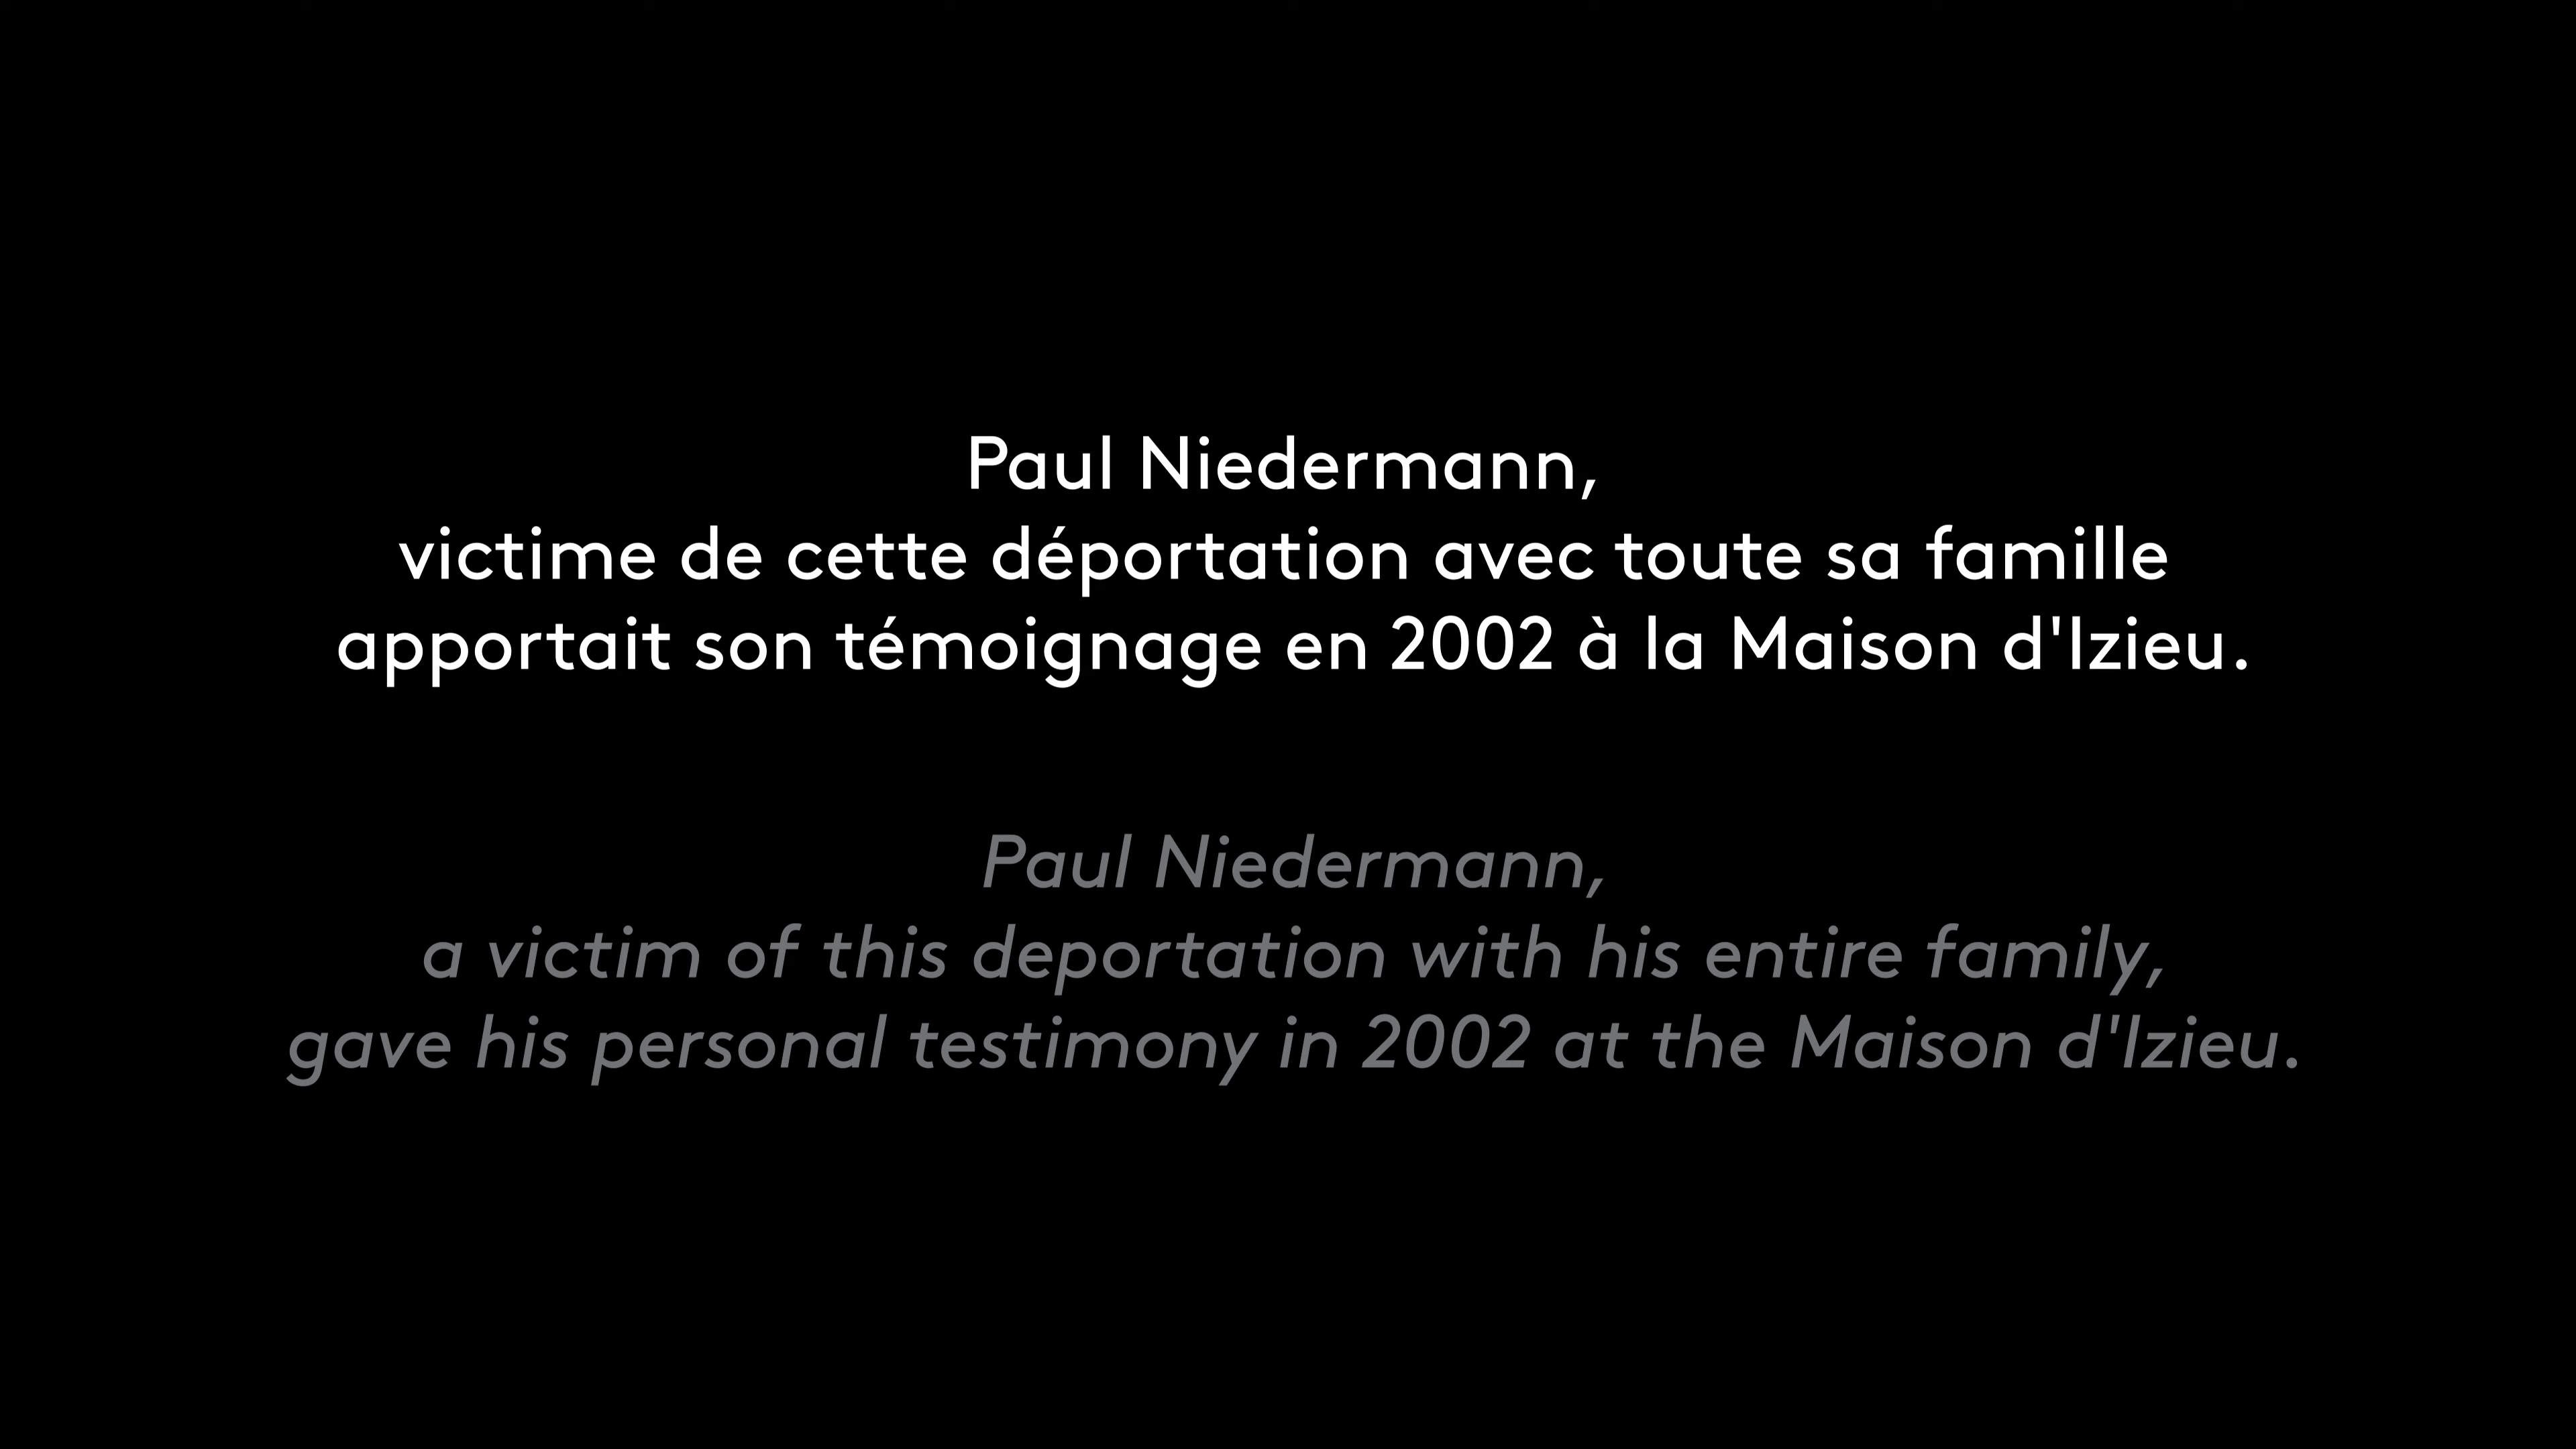 Paul Niedermann,
victime de cette déportation avec toute sa famille
apportait son témoignage en 2002 à la Maison d'Izieu.
Paul Niedermann,
a victim of this deportation with his entire family,
gave his personal testimony in 2002 at the Maison d'Izieu.